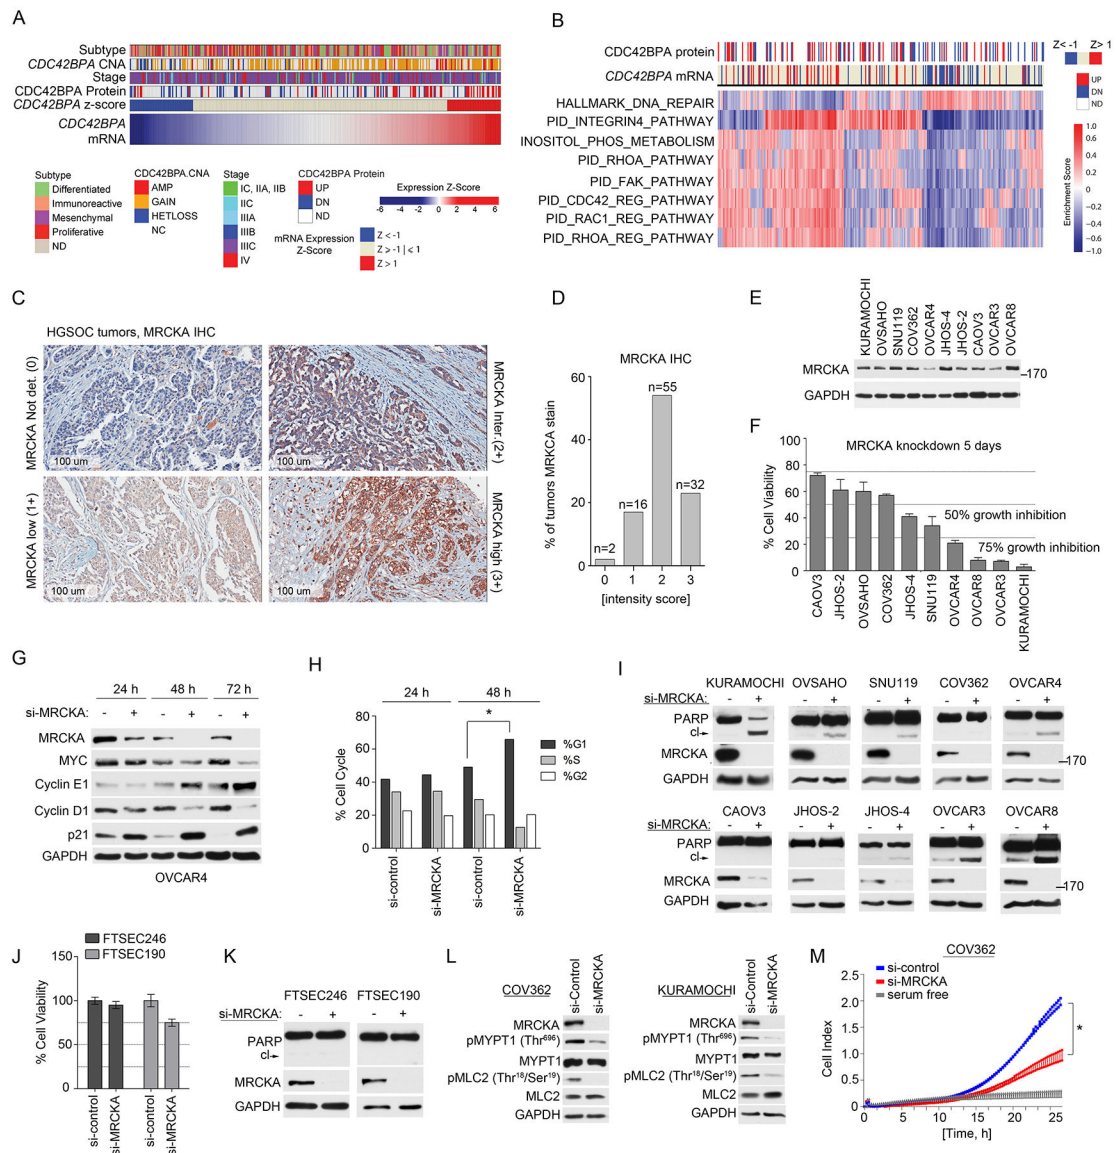 A
Subtype
CDC42BPA CNA
Stage
CDC42BPA Protein
CDC42BPA z-score
CDC42BPA
mRNA
Subtype
Differentiated
Immunoreactive
Mesenchymal
Proliferative
ND
CDC42BPA.CNA
AMP
GAIN
HETLOSS
NC
Stage
IC, IIA, IIB
IIC
IIIA
IIIB
IIIC
IV
CDC42BPA Protein
UP
DN
ND
mRNA Expression
Z-Score
Expression Z-Score
-6 -4 -2 0 2 4 6
Z < -1
Z > -1 | ⩽ 1
Z > 1
B
CDC42BPA protein
CDC42BPA mRNA
HALLMARK_DNA_REPAIR
PID_INTEGRIN4_PATHWAY
INOSITOL_PHOS_METABOLISM
PID_RHOA_PATHWAY
PID_FAK_PATHWAY
PID_CDC42_REG_PATHWAY
PID_RAC1_REG_PATHWAY
PID_RHOA_REG_PATHWAY
Z< -1 Z> 1
UP
DN
ND
Enrichment Score
1.0
0.8
0.6
0.4
0.2
0
−0.2
−0.4
−0.6
−0.8
−1.0
C
HGSOC tumors, MRCKA IHC
MRCKA Not det. (0)
100 um
MRCKA Inter.(2+)
100 um
MRCKA low (1+)
100 um
MRCKA high (3+)
100 um
D
MRCKA IHC
% of tumors MRKCA stain
60
40
20
0
n=2
n=16
n=55
n=32
0 1 2 3
[intensity score]
E
KURAMOCHI
OVSAHO
SNU119
COV362
OVCAR4
JHOS-4
JHOS-2
CAOV3
OVCAR3
OVCAR8
MRCKA
170
GAPDH
F
MRCKA knockdown 5 days
% Cell Viability
100
80
60
40
20
0
50% growth inhibition
75% growth inhibition
CAOV3
JHOS-2
OVSAHO
COV362
JHOS-4
SNU119
OVCAR4
OVCAR8
OVCAR3
KURAMOCHI
G
24 h 48 h 72 h
si-MRCKA: - + - + - +
MRCKA
MYC
Cyclin E1
Cyclin D1
p21
GAPDH
OVCAR4
H
24 h 48 h
% Cell Cycle
80
60
40
20
0
*
%G1
%S
%G2
si-control
si-MRCKA
si-control
si-MRCKA
I
KURAMOCHI OVSAHO SNU119 COV362 OVCAR4
si-MRCKA: - + - + - + - + - +
PARP
cl
MRCKA
170
GAPDH
CAOV3 JHOS-2 JHOS-4 OVCAR3 OVCAR8
si-MRCKA: - + - + - + - + - +
PARP
cl
MRCKA
170
GAPDH
J
FTSEC246
FTSEC190
% Cell Viability
150
100
50
0
si-control
si-MRCKA
si-control
si-MRCKA
K
FTSEC246 FTSEC190
si-MRCKA: - + - +
PARP
cl
MRCKA
GAPDH
L
COV362
si-Control
si-MRCKA
MRCKA
pMYPT1 (Thr⁶⁹⁶)
MYPT1
pMLC2 (Thr¹⁸/Ser¹⁹)
MLC2
GAPDH
KURAMOCHI
si-Control
si-MRCKA
MRCKA
pMYPT1 (Thr⁶⁹⁶)
MYPT1
pMLC2 (Thr¹⁸/Ser¹⁹)
MLC2
GAPDH
M
COV362
si-control
si-MRCKA
serum free
Cell Index
2.5
2.0
1.5
1.0
0.5
0
*
0 5 10 15 20 25
[Time, h]